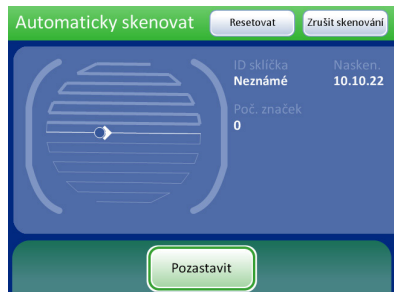 Automaticky skenovat
Resetovat
Zrušit skenování
ID sklíčka
Nasken.
Neznámé
10.10.22
Poč. značek
0
Pozastavit